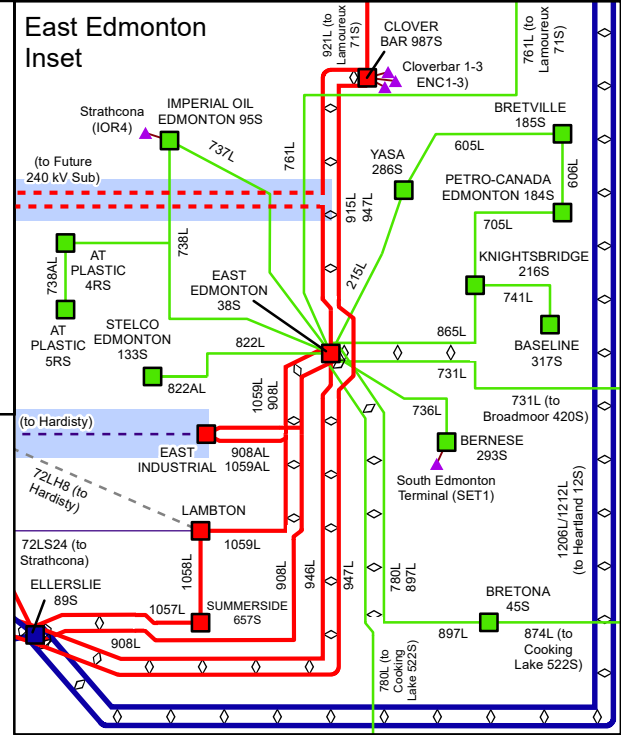 East Edmonton
Inset
921L (to
Lamoureux
71S)
CLOVER
BAR 987S
Cloverbar 1-3
ENC1-3)
761L (to
Lamoureux
71S)
Strathcona
(IOR4)
IMPERIAL OIL
EDMONTON 95S
BRETVILLE
185S
737L
761L
YASA
286S
605L
606L
(to Future
240 kV Sub)
915L
947L
PETRO-CANADA
EDMONTON 184S
705L
738L
738AL
AT
PLASTIC
4RS
EAST
EDMONTON
38S
215L
KNIGHTSBRIDGE
216S
741L
AT
PLASTIC
5RS
STELCO
EDMONTON
133S
822L
865L
BASELINE
317S
822AL
731L
1059L
908L
736L
731L (to
Broadmoor 420S)
(to Hardisty)
EAST
INDUSTRIAL
908AL
1059AL
BERNESE
293S
72LH8 (to
Hardisty)
South Edmonton
Terminal (SET1)
LAMBTON
1206L/1212L
(to Heartland 12S)
72LS24 (to
Strathcona)
1059L
1058L
908L
946L
947L
780L
897L
ELLERSLIE
89S
1057L
SUMMERSIDE
657S
BRETONA
45S
908L
897L
874L (to
Cooking
Lake 522S)
780L (to
Cooking
Lake 522S)